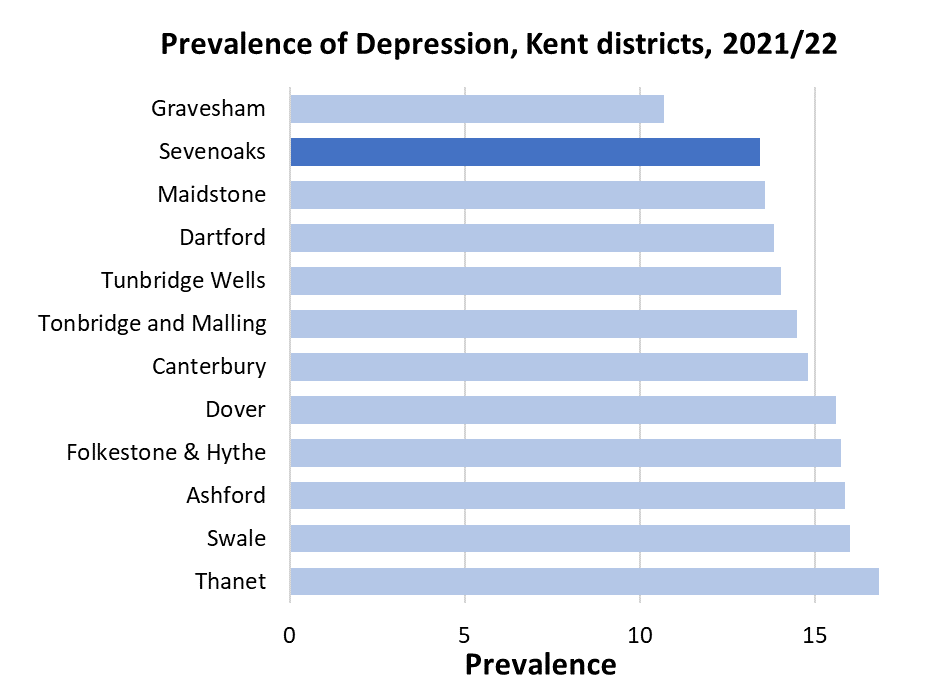 Prevalence of Depression, Kent districts, 2021/22
Gravesham
Sevenoaks
Maidstone
Dartford
Tunbridge Wells
Tonbridge and Malling
Canterbury
Dover
Folkestone & Hythe
Ashford
Swale
Thanet
0 5 10 15
Prevalence